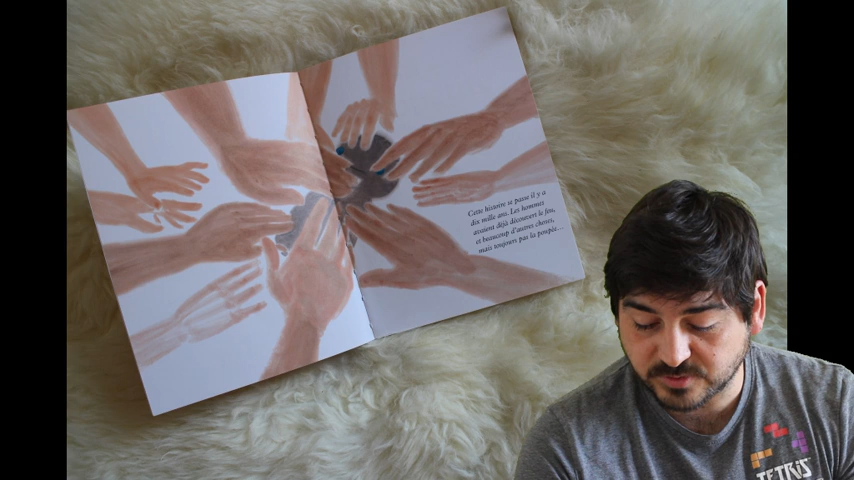 Cette histoire se passe il y a
dix mille ans. Les hommes
avaient déjà découvert le feu,
et beaucoup d'autres choses,
mais toujours pas la poupée...
TETRIS